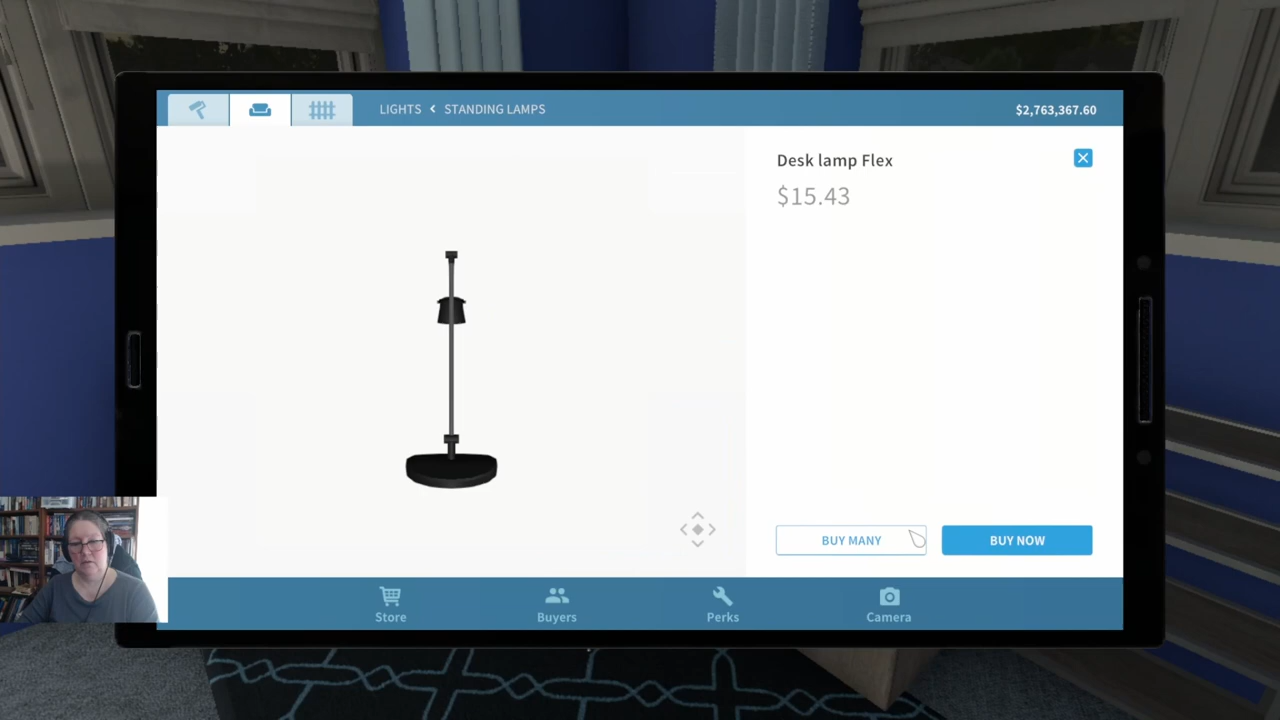 LIGHTS < STANDING LAMPS
$2,763,367.60
Desk lamp Flex
$15.43
BUY MANY
BUY NOW
Store
Buyers
Perks
Camera